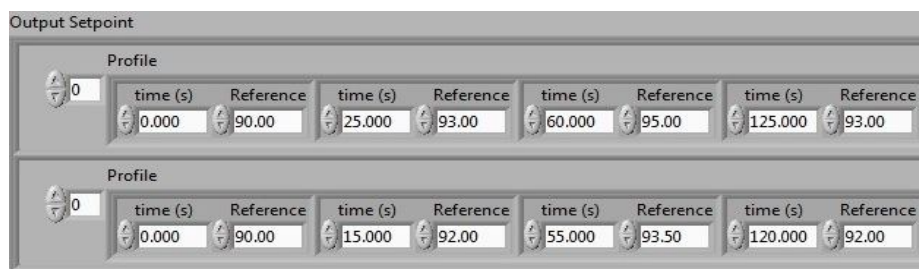 Output Setpoint
Profile
0
time (s) Reference time (s) Reference time (s) Reference time (s) Reference
0.000 90.00 25.000 93.00 60.000 95.00 125.000 93.00
Profile
0
time (s) Reference time (s) Reference time (s) Reference time (s) Reference
0.000 90.00 15.000 92.00 55.000 93.50 120.000 92.00